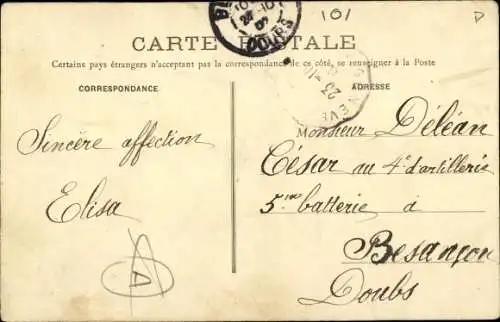 101
D
CARTE POSTALE
Certains pays étrangers n'acceptant pas la correspondance de ce côté, se renseigner à la Poste
CORRESPONDANCE
ADRESSE
Sincère affection
Elisa
A
Monsieur Déléan
César au 4e d'artillerie
5me batterie à
Besançon
Doubs
DOUBS